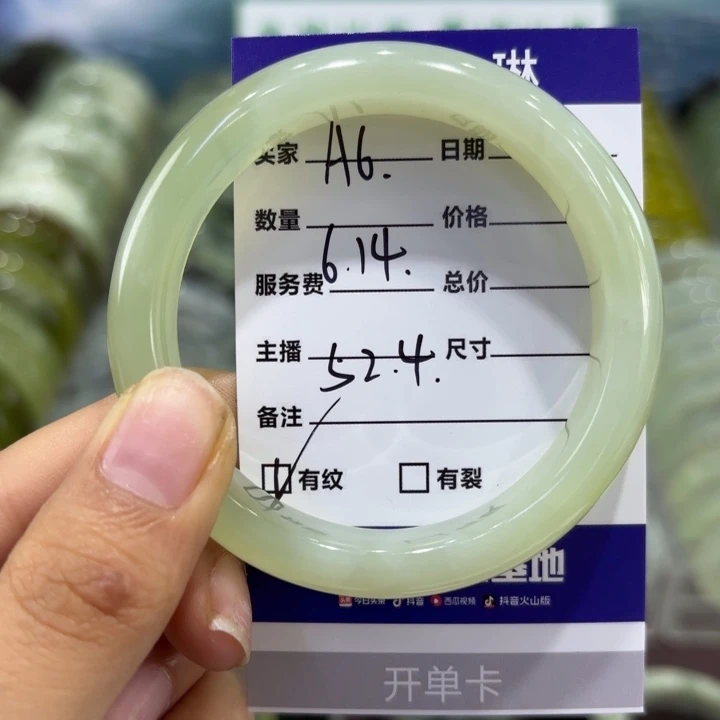 琳
卖家 A6. 日期
数量 价格
服务费 6.14. 总价
主播 52.4. 尺寸
备注
有纹 有裂
基地
今日头条 抖音 西瓜视频 抖音火山版
开单卡